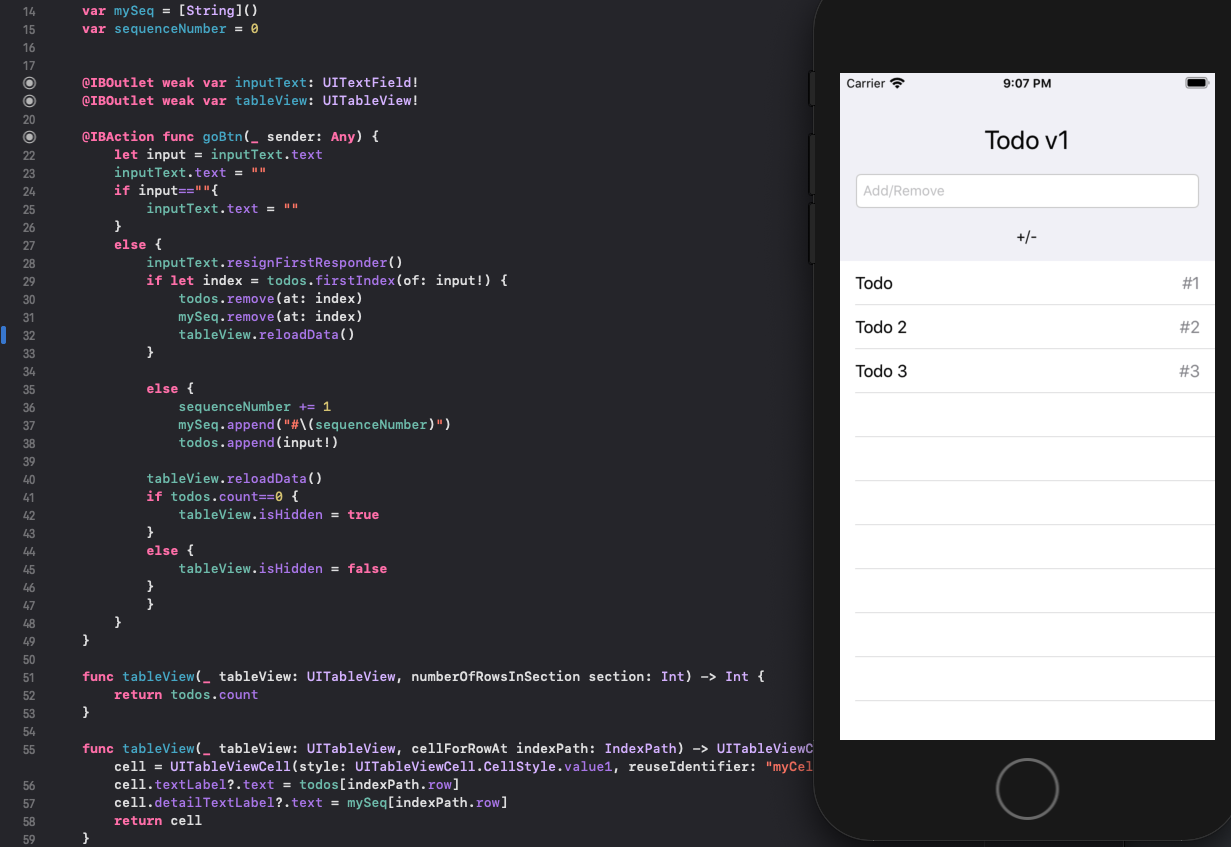 14 var mySeq = [String]()
15 var sequenceNumber = 0
16
17
@IBOutlet weak var inputText: UITextField!
@IBOutlet weak var tableView: UITableView!
20
@IBAction func goBtn(_ sender: Any) {
22 let input = inputText.text
23 inputText.text = ""
24 if input==""{
25 inputText.text = ""
26 }
27 else {
28 inputText.resignFirstResponder()
29 if let index = todos.firstIndex(of: input!) {
30 todos.remove(at: index)
31 mySeq.remove(at: index)
32 tableView.reloadData()
33 }
34
35 else {
36 sequenceNumber += 1
37 mySeq.append("#\(sequenceNumber)")
38 todos.append(input!)
39
40 tableView.reloadData()
41 if todos.count==0 {
42 tableView.isHidden = true
43 }
44 else {
45 tableView.isHidden = false
46 }
47 }
48 }
49 }
50
51 func tableView(_ tableView: UITableView, numberOfRowsInSection section: Int) -> Int {
52 return todos.count
53 }
54
55 func tableView(_ tableView: UITableView, cellForRowAt indexPath: IndexPath) -> UITableViewC
cell = UITableViewCell(style: UITableViewCell.CellStyle.value1, reuseIdentifier: "myCel
56 cell.textLabel?.text = todos[indexPath.row]
57 cell.detailTextLabel?.text = mySeq[indexPath.row]
58 return cell
59 }
Carrier 9:07 PM
Todo v1
Add/Remove
+/-
Todo #1
Todo 2 #2
Todo 3 #3